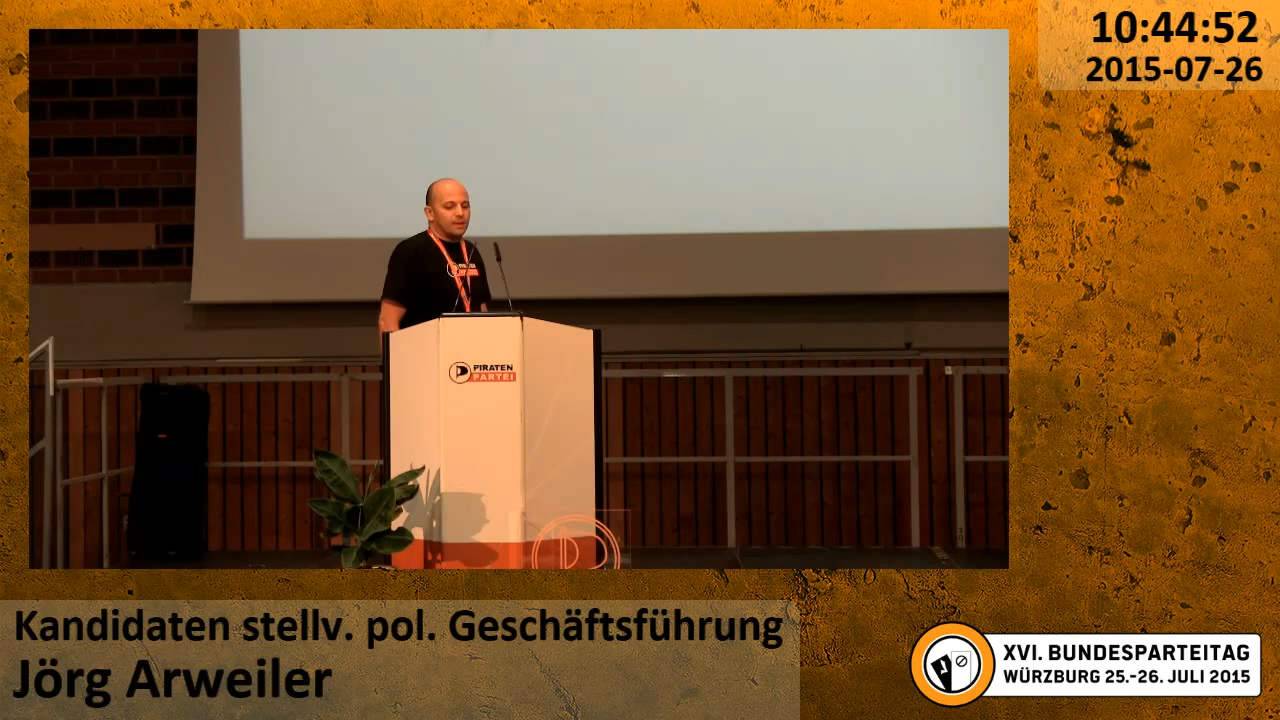 10:44:52
2015-07-26
PIRATEN
PARTEI
Kandidaten stellv. pol. Geschäftsführung
Jörg Arweiler
XVI. BUNDESPARTEITAG
WÜRZBURG 25.-26. JULI 2015